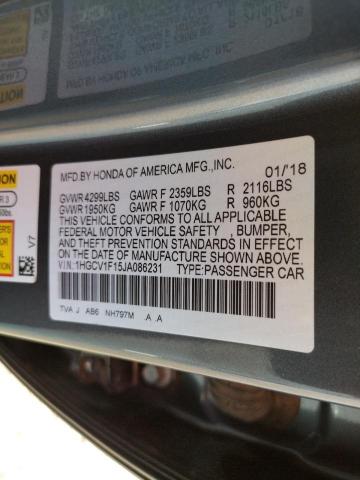 MFD.BY HONDA OF AMERICA MFG.,INC. 01/'18
GVWR 4299LBS GAWR F 2359LBS R 2116LBS
GVWR 1950KG GAWR F 1070KG R 960KG
THIS VEHICLE CONFORMS TO ALL APPLICABLE
FEDERAL MOTOR VEHICLE SAFETY , BUMPER,
AND THEFT PREVENTION STANDARDS IN EFFECT
ON THE DATE OF MANUFACTURE SHOWN ABOVE.
V.I.N:1HGCV1F15JA086231 TYPE:PASSENGER CAR
TVA J AB6 NH797M .A .A
V7